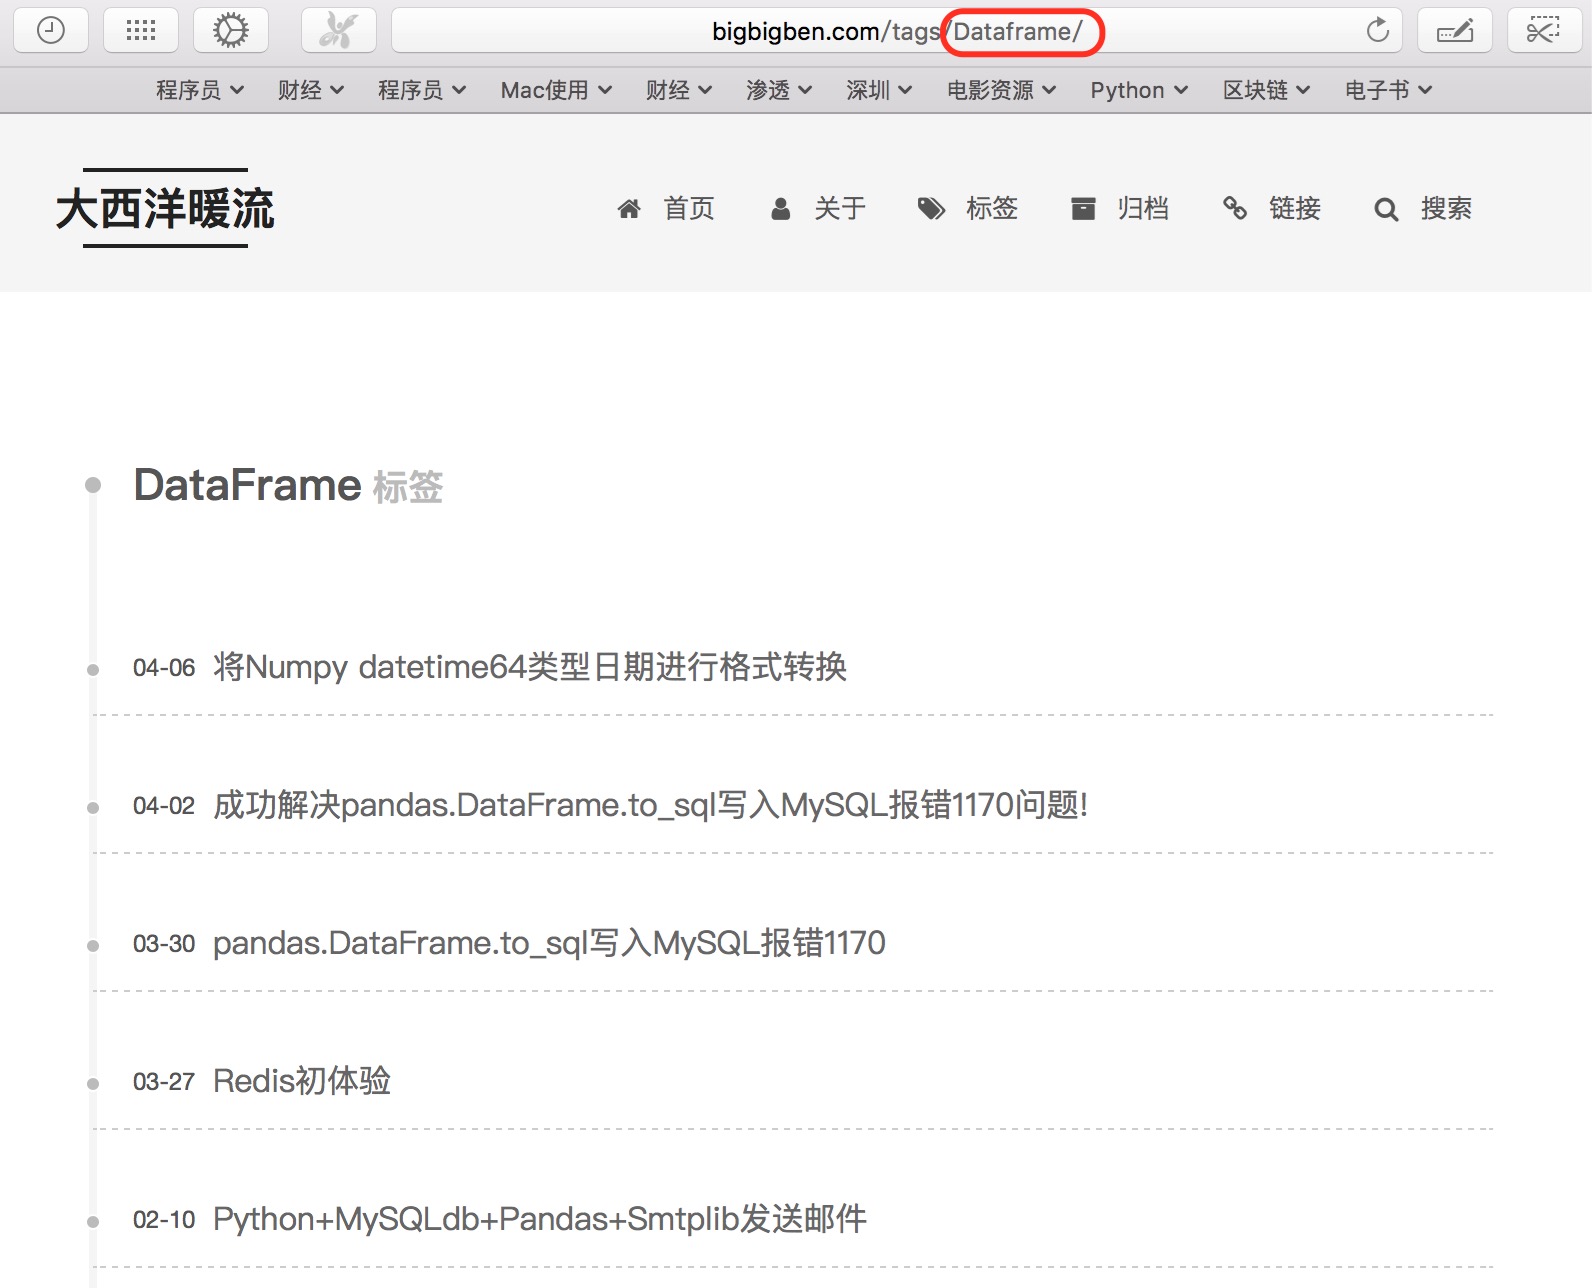 bigbigben.com/tags/Dataframe/
程序员 财经 程序员 Mac使用 财经 渗透 深圳 电影资源 Python 区块链 电子书
大西洋暖流 首页 关于 标签 归档 链接 搜索
DataFrame 标签
04-06 将Numpy datetime64类型日期进行格式转换
04-02 成功解决pandas.DataFrame.to_sql写入MySQL报错1170问题!
03-30 pandas.DataFrame.to_sql写入MySQL报错1170
03-27 Redis初体验
02-10 Python+MySQLdb+Pandas+Smtplib发送邮件